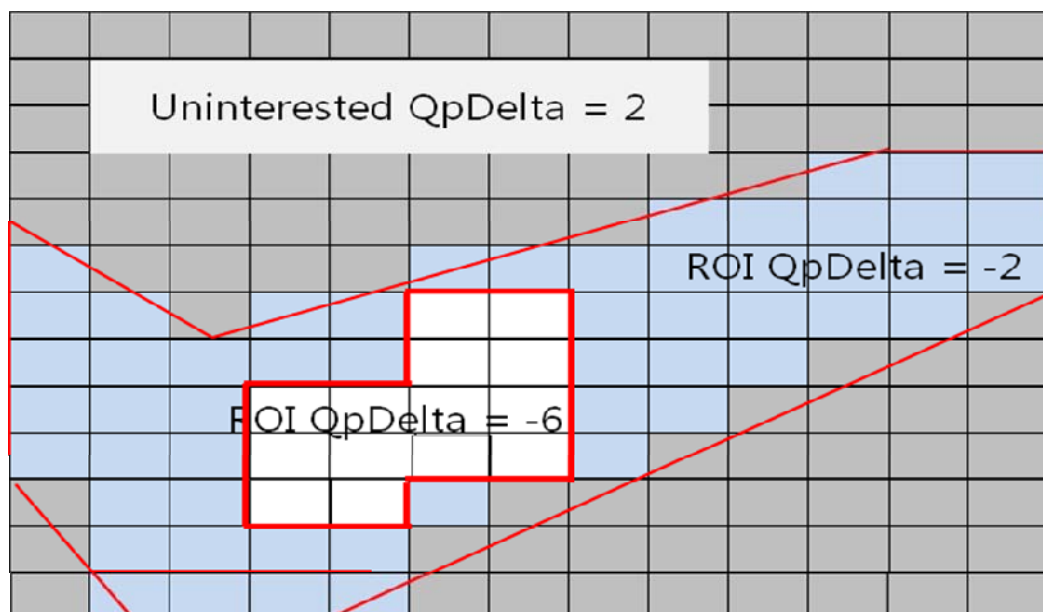 Uninterested QpDelta = 2
ROI QpDelta = -2
ROI QpDelta = -6